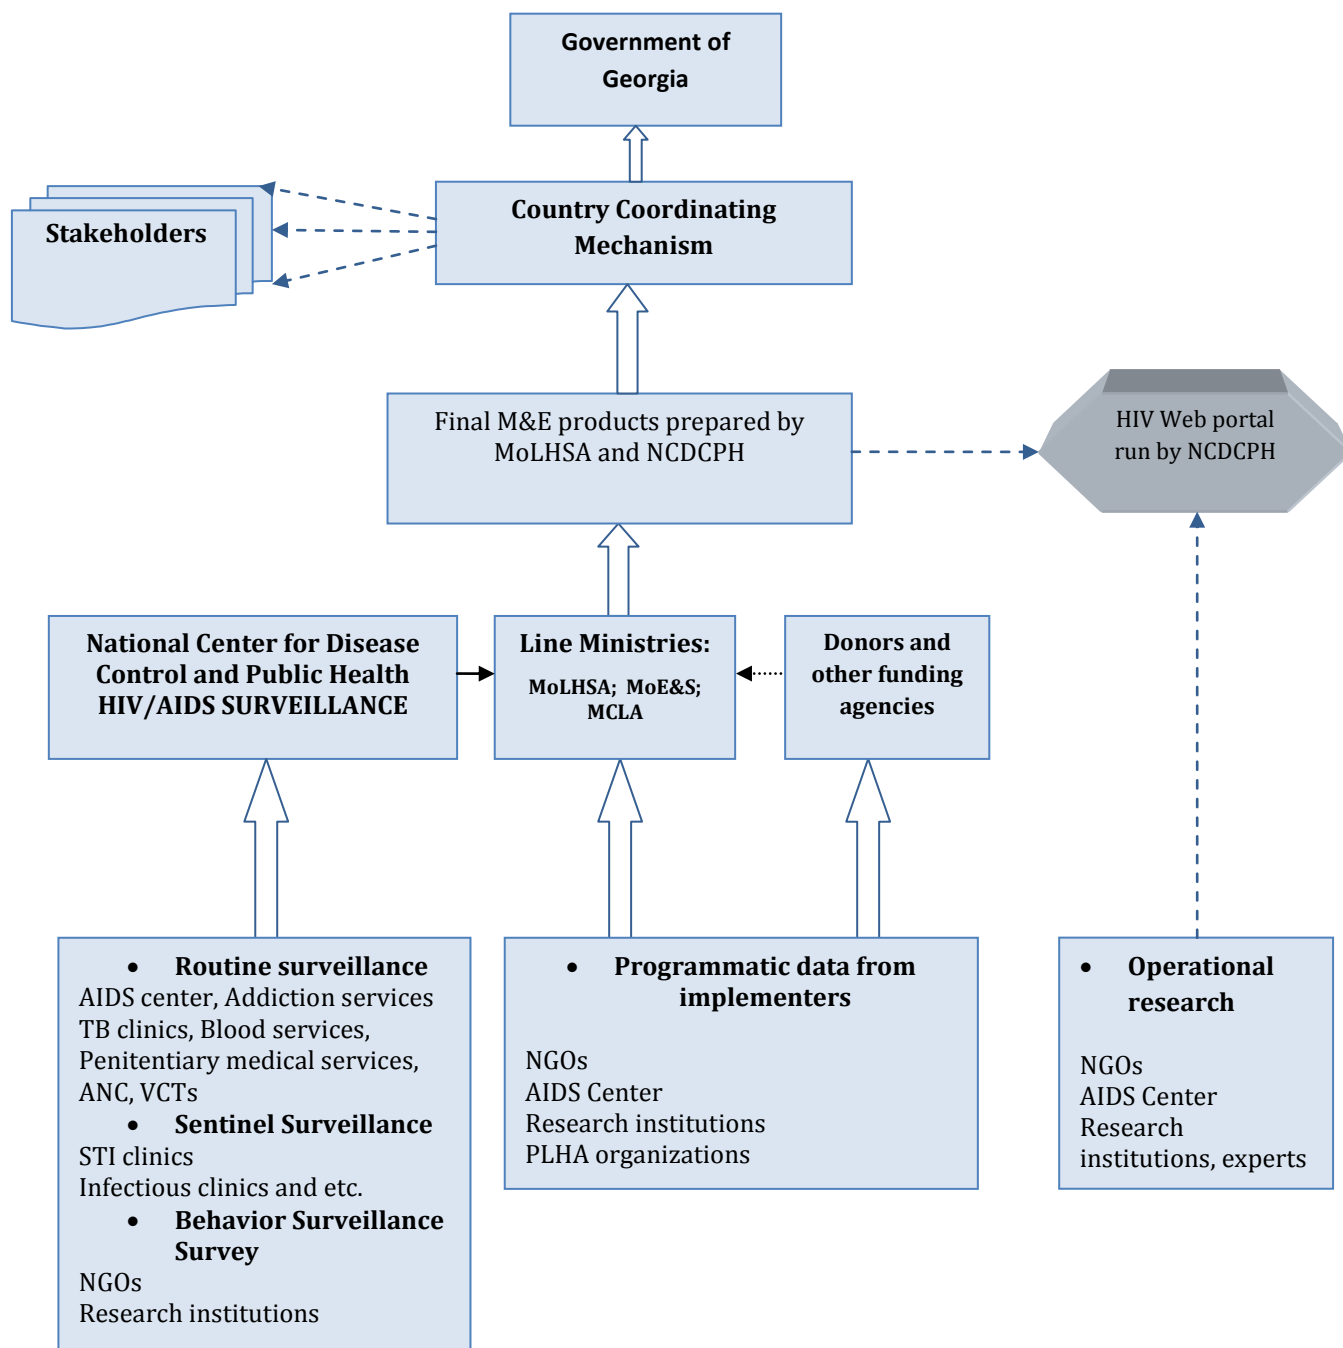 Government of
Georgia
Country Coordinating
Mechanism
Stakeholders
Final M&E products prepared by
MoLHSA and NCDCPH
HIV Web portal
run by NCDCPH
National Center for Disease
Control and Public Health
HIV/AIDS SURVEILLANCE
Line Ministries:
MoLHSA; MoE&S;
MCLA
Donors and
other funding
agencies
• Routine surveillance
AIDS center, Addiction services
TB clinics, Blood services,
Penitentiary medical services,
ANC, VCTs
• Sentinel Surveillance
STI clinics
Infectious clinics and etc.
• Behavior Surveillance
Survey
NGOs
Research institutions
• Programmatic data from
implementers
NGOs
AIDS Center
Research institutions
PLHA organizations
• Operational
research
NGOs
AIDS Center
Research
institutions, experts